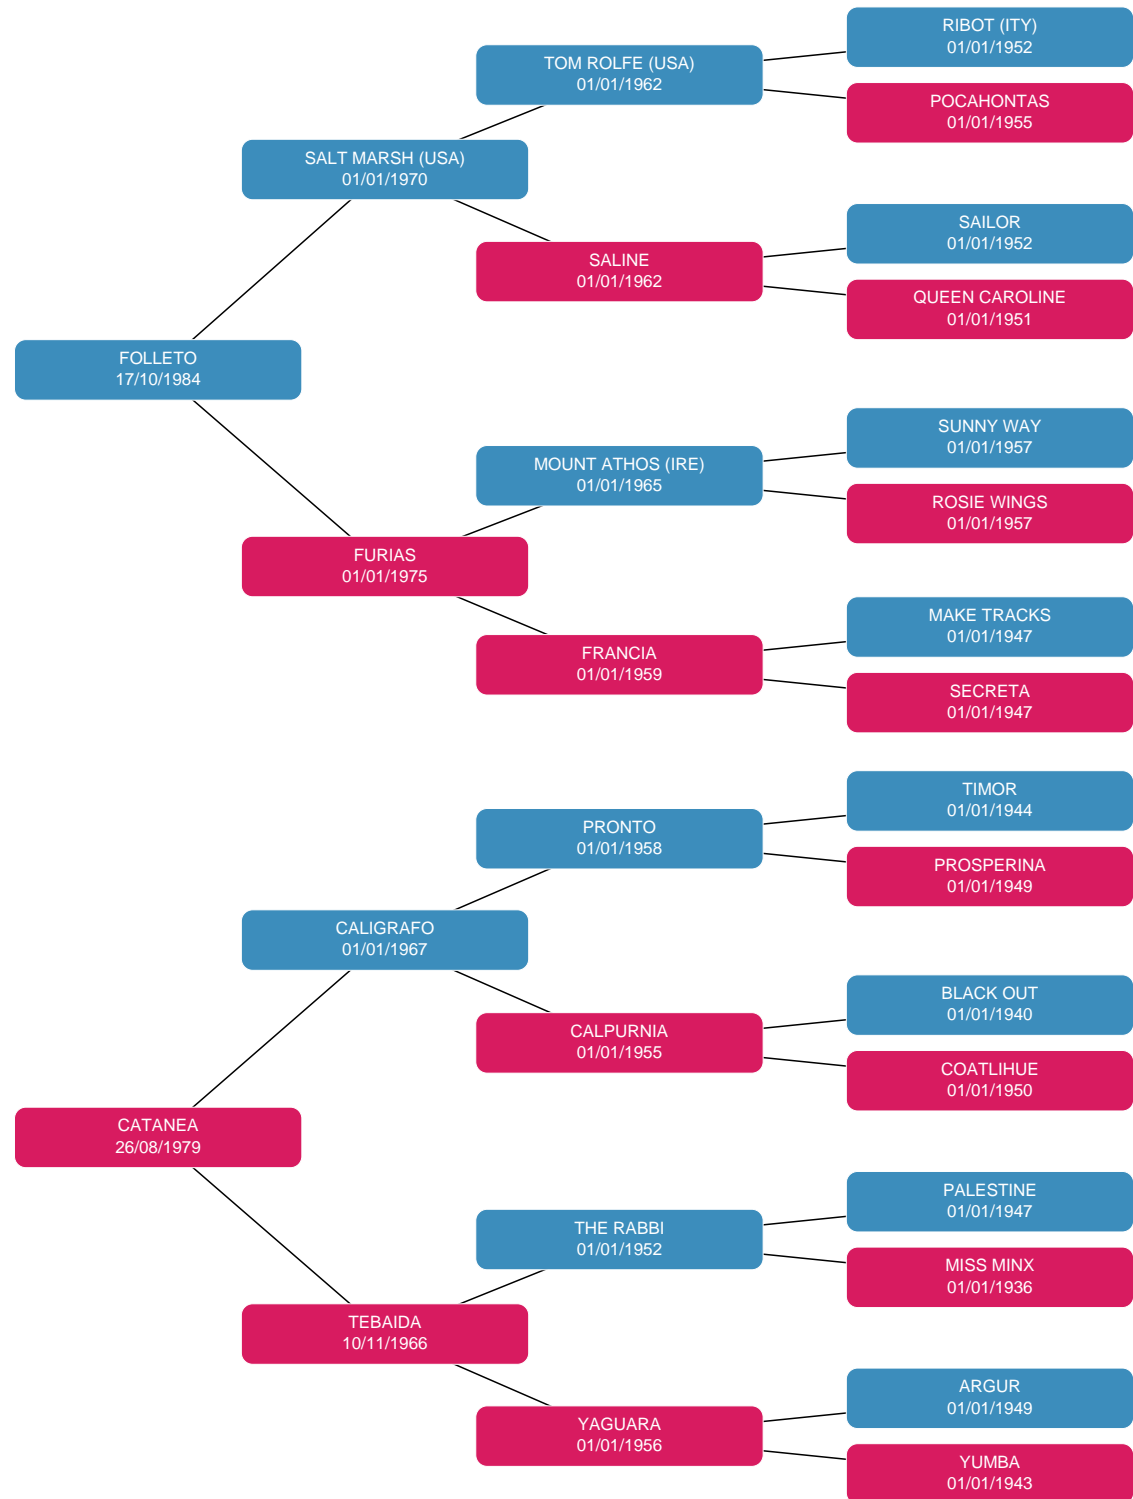 RIBOT (ITY)
01/01/1952
TOM ROLFE (USA)
01/01/1962
POCAHONTAS
01/01/1955
SALT MARSH (USA)
01/01/1970
SAILOR
01/01/1952
SALINE
01/01/1962
QUEEN CAROLINE
01/01/1951
FOLLETO
17/10/1984
SUNNY WAY
01/01/1957
MOUNT ATHOS (IRE)
01/01/1965
ROSIE WINGS
01/01/1957
FURIAS
01/01/1975
MAKE TRACKS
01/01/1947
FRANCIA
01/01/1959
SECRETA
01/01/1947
TIMOR
01/01/1944
PRONTO
01/01/1958
PROSPERINA
01/01/1949
CALIGRAFO
01/01/1967
BLACK OUT
01/01/1940
CALPURNIA
01/01/1955
COATLIHUE
01/01/1950
CATANEA
26/08/1979
PALESTINE
01/01/1947
THE RABBI
01/01/1952
MISS MINX
01/01/1936
TEBAIDA
10/11/1966
ARGUR
01/01/1949
YAGUARA
01/01/1956
YUMBA
01/01/1943